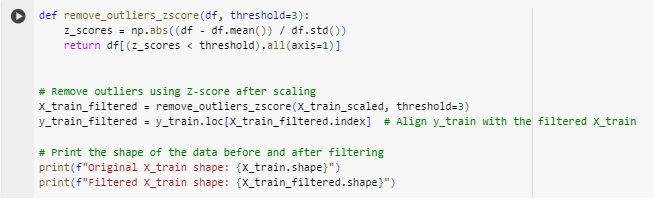 def remove_outliers_zscore(df, threshold=3):
    z_scores = np.abs((df - df.mean()) / df.std())
    return df[(z_scores < threshold).all(axis=1)]
# Remove outliers using Z-score after scaling
X_train_filtered = remove_outliers_zscore(X_train_scaled, threshold=3)
y_train_filtered = y_train.loc[X_train_filtered.index]  # Align y_train with the filtered X_train
# Print the shape of the data before and after filtering
print(f"Original X_train shape: {X_train.shape}")
print(f"Filtered X_train shape: {X_train_filtered.shape}")